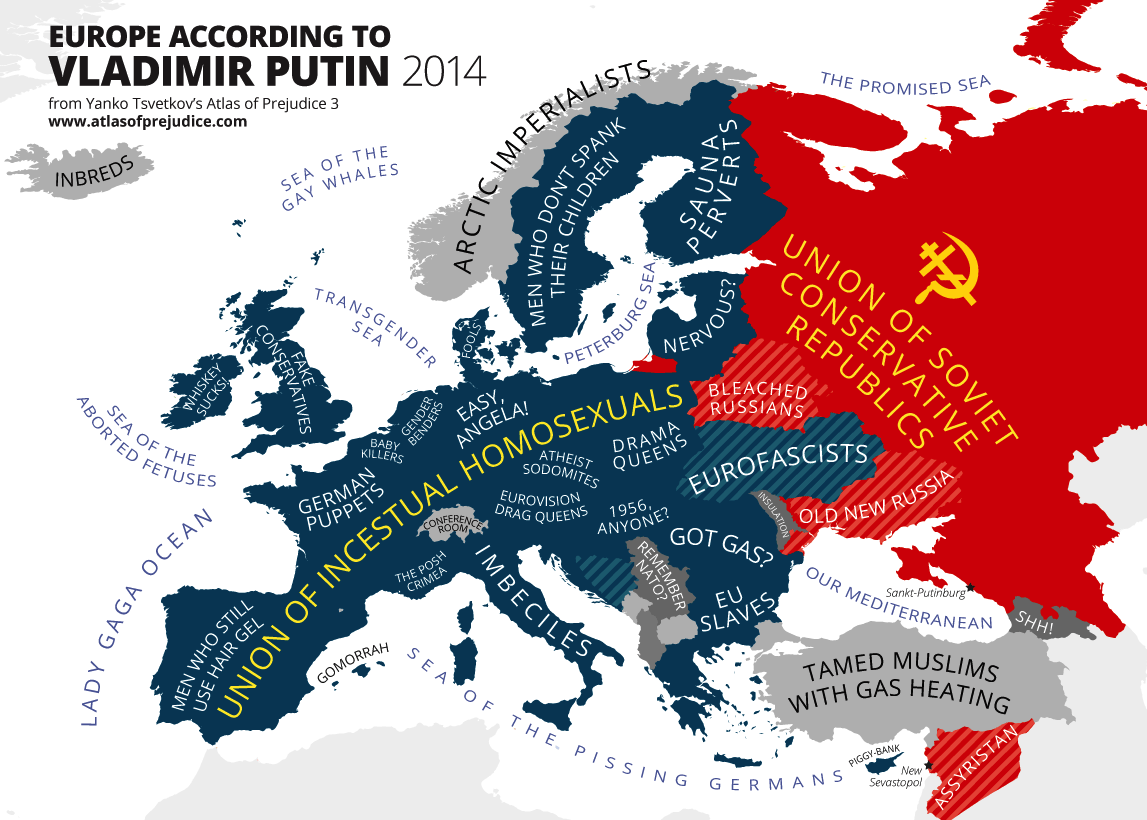 EUROPE ACCORDING TO
VLADIMIR PUTIN 2014
from Yanko Tsvetkov's Atlas of Prejudice 3
www.atlasofprejudice.com
INBREDS
SEA OF THE
GAY WHALES
ARCTIC IMPERIALISTS
MEN WHO DON'T SPANK
THEIR CHILDREN
SAUNA
PERVERTS
THE PROMISED SEA
UNION OF SOVIET
CONSERVATIVE
REPUBLICS
TRANSGENDER
SEA
PETERBURG SEA
NERVOUS?
FOOLS
WHISKEY
SUCKS!
FAKE
CONSERVATIVES
SEA OF THE
ABORTED FETUSES
GENDER
BENDERS
EASY,
ANGELA!
BABY
KILLERS
UNION OF INCESTUAL HOMOSEXUALS
BLEACHED
RUSSIANS
DRAMA
QUEENS
ATHEIST
SODOMITES
EUROFASCISTS
GERMAN
PUPPETS
EUROVISION
DRAG QUEENS
1956,
ANYONE?
INSULATION
OLD NEW RUSSIA
CONFERENCE
ROOM
GOT GAS?
LADY GAGA OCEAN
THE POSH
CRIMEA
IMBECILES
REMEMBER
NATO?
EU
SLAVES
OUR MEDITERRANEAN
Sankt-Putinburg
SHH!
MEN WHO STILL
USE HAIR GEL
GOMORRAH
SEA OF THE PISSING GERMANS
TAMED MUSLIMS
WITH GAS HEATING
PIGGY-BANK
New
Sevastopol
ASSYRISTAN